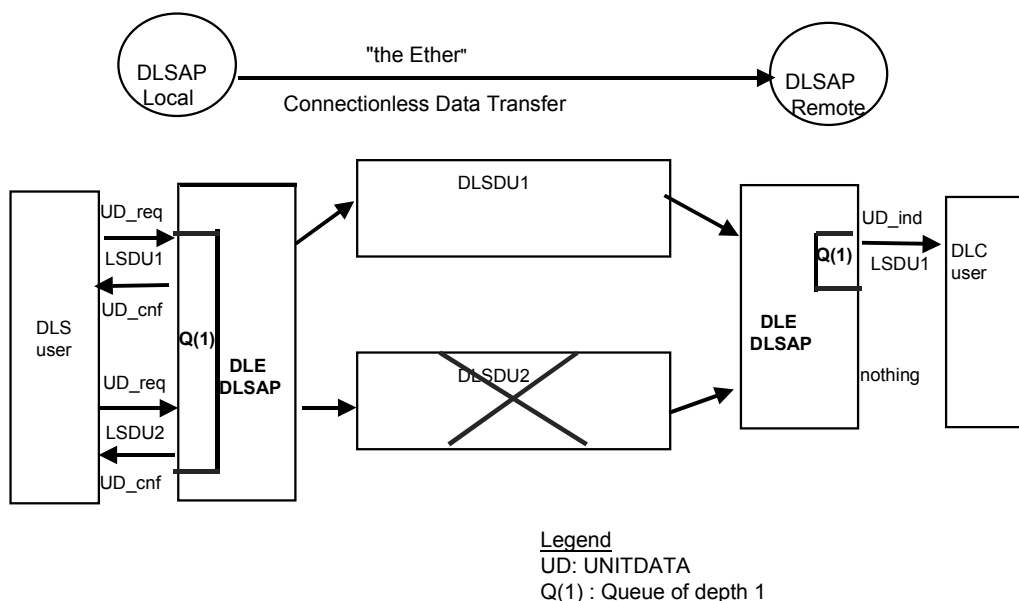 "the Ether"
DLSAP
Local
DLSAP
Remote
Connectionless Data Transfer
DLSDU1
UD_req
LSDU1
UD_cnf
DLS
user
Q(1)
DLE
DLSAP
UD_req
LSDU2
UD_cnf
DLSDU2
Q(1)
DLE
DLSAP
UD_ind
LSDU1
nothing
DLC
user
Legend
UD: UNITDATA
Q(1) : Queue of depth 1